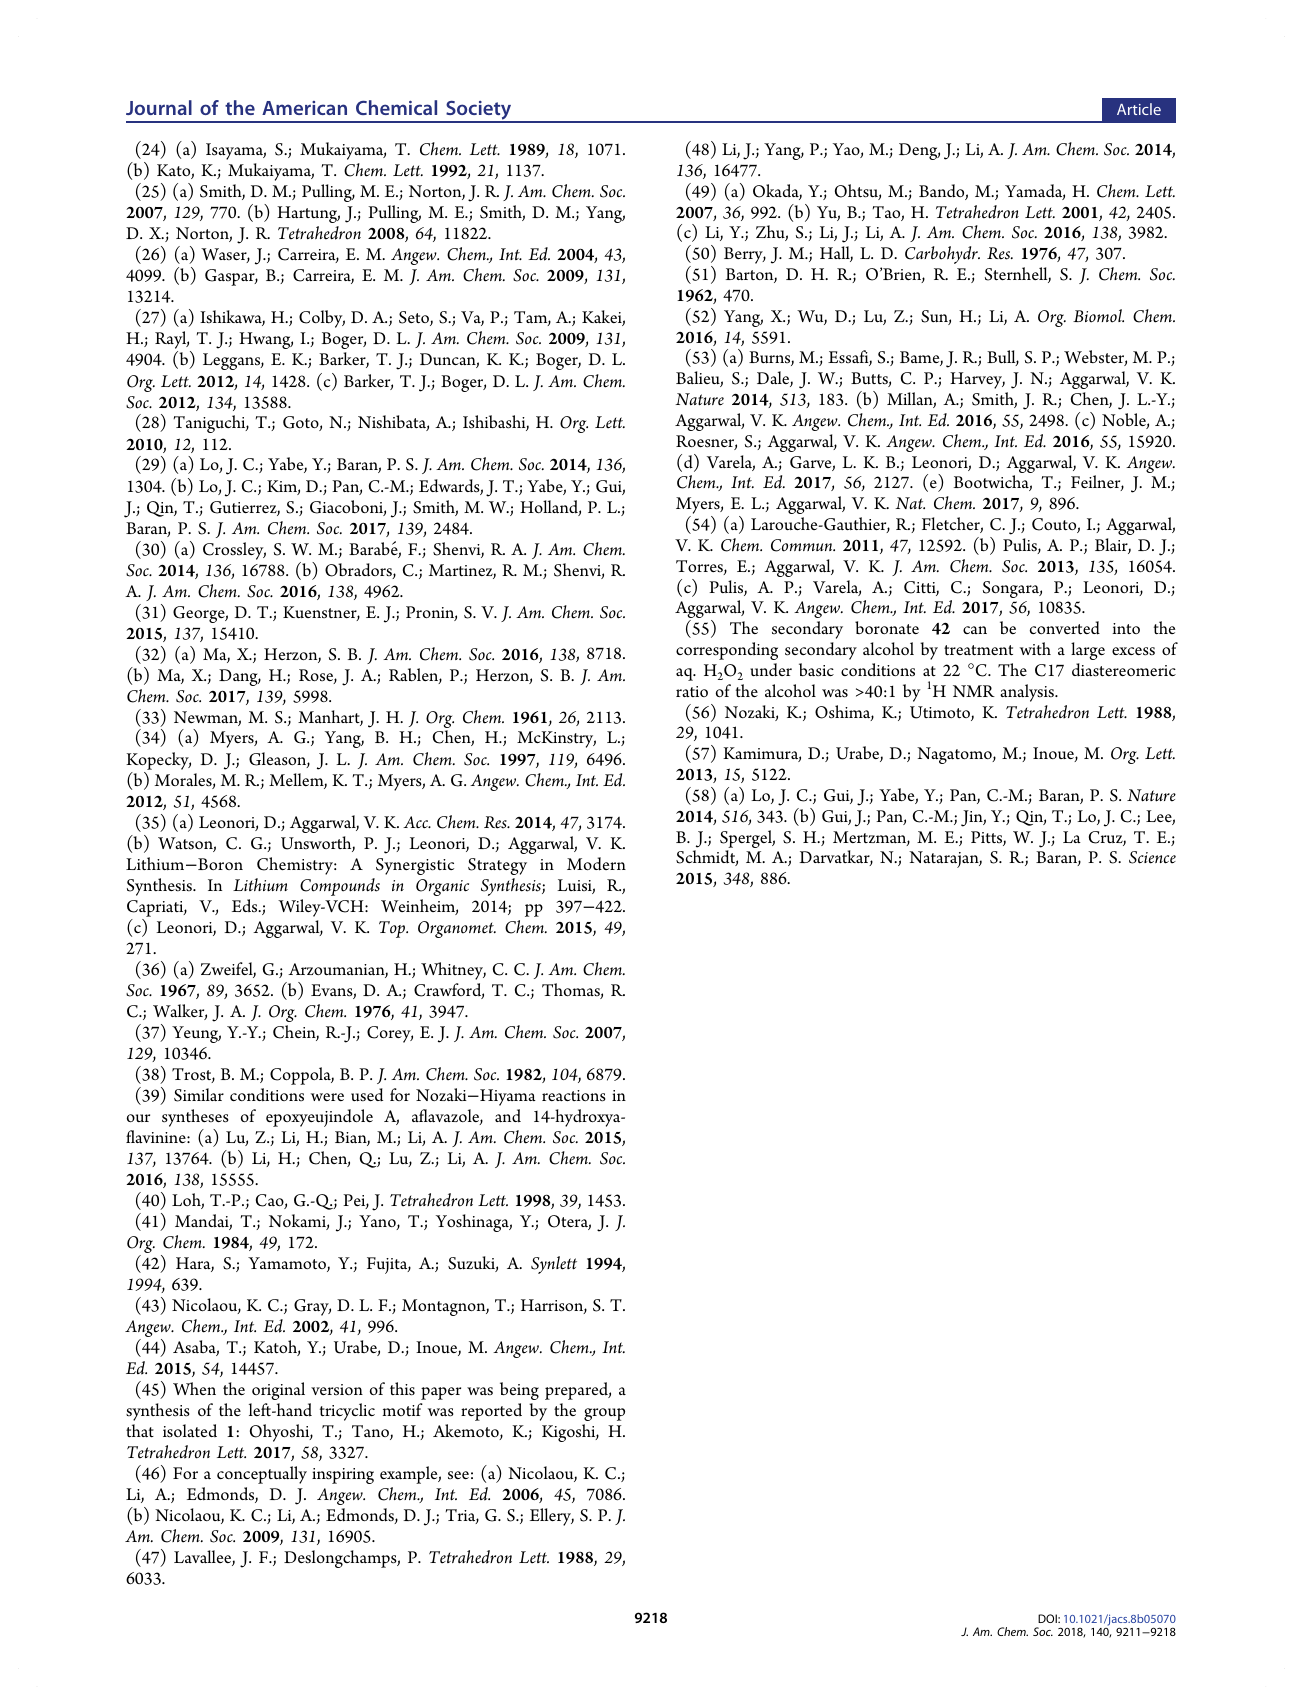 Journal of the American Chemical Society
Article
(24) (a) Isayama, S.; Mukaiyama, T. Chem. Lett. 1989, 18, 1071.
(b) Kato, K.; Mukaiyama, T. Chem. Lett. 1992, 21, 1137.
(25) (a) Smith, D. M.; Pulling, M. E.; Norton, J. R. J. Am. Chem. Soc.
2007, 129, 770. (b) Hartung, J.; Pulling, M. E.; Smith, D. M.; Yang,
D. X.; Norton, J. R. Tetrahedron 2008, 64, 11822.
(26) (a) Waser, J.; Carreira, E. M. Angew. Chem., Int. Ed. 2004, 43,
4099. (b) Gaspar, B.; Carreira, E. M. J. Am. Chem. Soc. 2009, 131,
13214.
(27) (a) Ishikawa, H.; Colby, D. A.; Seto, S.; Va, P.; Tam, A.; Kakei,
H.; Rayl, T. J.; Hwang, I.; Boger, D. L. J. Am. Chem. Soc. 2009, 131,
4904. (b) Leggans, E. K.; Barker, T. J.; Duncan, K. K.; Boger, D. L.
Org. Lett. 2012, 14, 1428. (c) Barker, T. J.; Boger, D. L. J. Am. Chem.
Soc. 2012, 134, 13588.
(28) Taniguchi, T.; Goto, N.; Nishibata, A.; Ishibashi, H. Org. Lett.
2010, 12, 112.
(29) (a) Lo, J. C.; Yabe, Y.; Baran, P. S. J. Am. Chem. Soc. 2014, 136,
1304. (b) Lo, J. C.; Kim, D.; Pan, C.-M.; Edwards, J. T.; Yabe, Y.; Gui,
J.; Qin, T.; Gutierrez, S.; Giacoboni, J.; Smith, M. W.; Holland, P. L.;
Baran, P. S. J. Am. Chem. Soc. 2017, 139, 2484.
(30) (a) Crossley, S. W. M.; Barabé, F.; Shenvi, R. A. J. Am. Chem.
Soc. 2014, 136, 16788. (b) Obradors, C.; Martinez, R. M.; Shenvi, R.
A. J. Am. Chem. Soc. 2016, 138, 4962.
(31) George, D. T.; Kuenstner, E. J.; Pronin, S. V. J. Am. Chem. Soc.
2015, 137, 15410.
(32) (a) Ma, X.; Herzon, S. B. J. Am. Chem. Soc. 2016, 138, 8718.
(b) Ma, X.; Dang, H.; Rose, J. A.; Rablen, P.; Herzon, S. B. J. Am.
Chem. Soc. 2017, 139, 5998.
(33) Newman, M. S.; Manhart, J. H. J. Org. Chem. 1961, 26, 2113.
(34) (a) Myers, A. G.; Yang, B. H.; Chen, H.; McKinstry, L.;
Kopecky, D. J.; Gleason, J. L. J. Am. Chem. Soc. 1997, 119, 6496.
(b) Morales, M. R.; Mellem, K. T.; Myers, A. G. Angew. Chem., Int. Ed.
2012, 51, 4568.
(35) (a) Leonori, D.; Aggarwal, V. K. Acc. Chem. Res. 2014, 47, 3174.
(b) Watson, C. G.; Unsworth, P. J.; Leonori, D.; Aggarwal, V. K.
Lithium−Boron Chemistry: A Synergistic Strategy in Modern
Synthesis. In Lithium Compounds in Organic Synthesis; Luisi, R.,
Capriati, V., Eds.; Wiley-VCH: Weinheim, 2014; pp 397−422.
(c) Leonori, D.; Aggarwal, V. K. Top. Organomet. Chem. 2015, 49,
271.
(36) (a) Zweifel, G.; Arzoumanian, H.; Whitney, C. C. J. Am. Chem.
Soc. 1967, 89, 3652. (b) Evans, D. A.; Crawford, T. C.; Thomas, R.
C.; Walker, J. A. J. Org. Chem. 1976, 41, 3947.
(37) Yeung, Y.-Y.; Chein, R.-J.; Corey, E. J. J. Am. Chem. Soc. 2007,
129, 10346.
(38) Trost, B. M.; Coppola, B. P. J. Am. Chem. Soc. 1982, 104, 6879.
(39) Similar conditions were used for Nozaki−Hiyama reactions in
our syntheses of epoxyeujindole A, aflavazole, and 14-hydroxya-
flavinine: (a) Lu, Z.; Li, H.; Bian, M.; Li, A. J. Am. Chem. Soc. 2015,
137, 13764. (b) Li, H.; Chen, Q.; Lu, Z.; Li, A. J. Am. Chem. Soc.
2016, 138, 15555.
(40) Loh, T.-P.; Cao, G.-Q.; Pei, J. Tetrahedron Lett. 1998, 39, 1453.
(41) Mandai, T.; Nokami, J.; Yano, T.; Yoshinaga, Y.; Otera, J. J.
Org. Chem. 1984, 49, 172.
(42) Hara, S.; Yamamoto, Y.; Fujita, A.; Suzuki, A. Synlett 1994,
1994, 639.
(43) Nicolaou, K. C.; Gray, D. L. F.; Montagnon, T.; Harrison, S. T.
Angew. Chem., Int. Ed. 2002, 41, 996.
(44) Asaba, T.; Katoh, Y.; Urabe, D.; Inoue, M. Angew. Chem., Int.
Ed. 2015, 54, 14457.
(45) When the original version of this paper was being prepared, a
synthesis of the left-hand tricyclic motif was reported by the group
that isolated 1: Ohyoshi, T.; Tano, H.; Akemoto, K.; Kigoshi, H.
Tetrahedron Lett. 2017, 58, 3327.
(46) For a conceptually inspiring example, see: (a) Nicolaou, K. C.;
Li, A.; Edmonds, D. J. Angew. Chem., Int. Ed. 2006, 45, 7086.
(b) Nicolaou, K. C.; Li, A.; Edmonds, D. J.; Tria, G. S.; Ellery, S. P. J.
Am. Chem. Soc. 2009, 131, 16905.
(47) Lavallee, J. F.; Deslongchamps, P. Tetrahedron Lett. 1988, 29,
6033.
(48) Li, J.; Yang, P.; Yao, M.; Deng, J.; Li, A. J. Am. Chem. Soc. 2014,
136, 16477.
(49) (a) Okada, Y.; Ohtsu, M.; Bando, M.; Yamada, H. Chem. Lett.
2007, 36, 992. (b) Yu, B.; Tao, H. Tetrahedron Lett. 2001, 42, 2405.
(c) Li, Y.; Zhu, S.; Li, J.; Li, A. J. Am. Chem. Soc. 2016, 138, 3982.
(50) Berry, J. M.; Hall, L. D. Carbohydr. Res. 1976, 47, 307.
(51) Barton, D. H. R.; O'Brien, R. E.; Sternhell, S. J. Chem. Soc.
1962, 470.
(52) Yang, X.; Wu, D.; Lu, Z.; Sun, H.; Li, A. Org. Biomol. Chem.
2016, 14, 5591.
(53) (a) Burns, M.; Essafi, S.; Bame, J. R.; Bull, S. P.; Webster, M. P.;
Balieu, S.; Dale, J. W.; Butts, C. P.; Harvey, J. N.; Aggarwal, V. K.
Nature 2014, 513, 183. (b) Millan, A.; Smith, J. R.; Chen, J. L.-Y.;
Aggarwal, V. K. Angew. Chem., Int. Ed. 2016, 55, 2498. (c) Noble, A.;
Roesner, S.; Aggarwal, V. K. Angew. Chem., Int. Ed. 2016, 55, 15920.
(d) Varela, A.; Garve, L. K. B.; Leonori, D.; Aggarwal, V. K. Angew.
Chem., Int. Ed. 2017, 56, 2127. (e) Bootwicha, T.; Feilner, J. M.;
Myers, E. L.; Aggarwal, V. K. Nat. Chem. 2017, 9, 896.
(54) (a) Larouche-Gauthier, R.; Fletcher, C. J.; Couto, I.; Aggarwal,
V. K. Chem. Commun. 2011, 47, 12592. (b) Pulis, A. P.; Blair, D. J.;
Torres, E.; Aggarwal, V. K. J. Am. Chem. Soc. 2013, 135, 16054.
(c) Pulis, A. P.; Varela, A.; Citti, C.; Songara, P.; Leonori, D.;
Aggarwal, V. K. Angew. Chem., Int. Ed. 2017, 56, 10835.
(55) The secondary boronate 42 can be converted into the
corresponding secondary alcohol by treatment with a large excess of
aq. H₂O₂ under basic conditions at 22 °C. The C17 diastereomeric
ratio of the alcohol was >40:1 by ¹H NMR analysis.
(56) Nozaki, K.; Oshima, K.; Utimoto, K. Tetrahedron Lett. 1988,
29, 1041.
(57) Kamimura, D.; Urabe, D.; Nagatomo, M.; Inoue, M. Org. Lett.
2013, 15, 5122.
(58) (a) Lo, J. C.; Gui, J.; Yabe, Y.; Pan, C.-M.; Baran, P. S. Nature
2014, 516, 343. (b) Gui, J.; Pan, C.-M.; Jin, Y.; Qin, T.; Lo, J. C.; Lee,
B. J.; Spergel, S. H.; Mertzman, M. E.; Pitts, W. J.; La Cruz, T. E.;
Schmidt, M. A.; Darvatkar, N.; Natarajan, S. R.; Baran, P. S. Science
2015, 348, 886.
9218
DOI: 10.1021/jacs.8b05070
J. Am. Chem. Soc. 2018, 140, 9211−9218